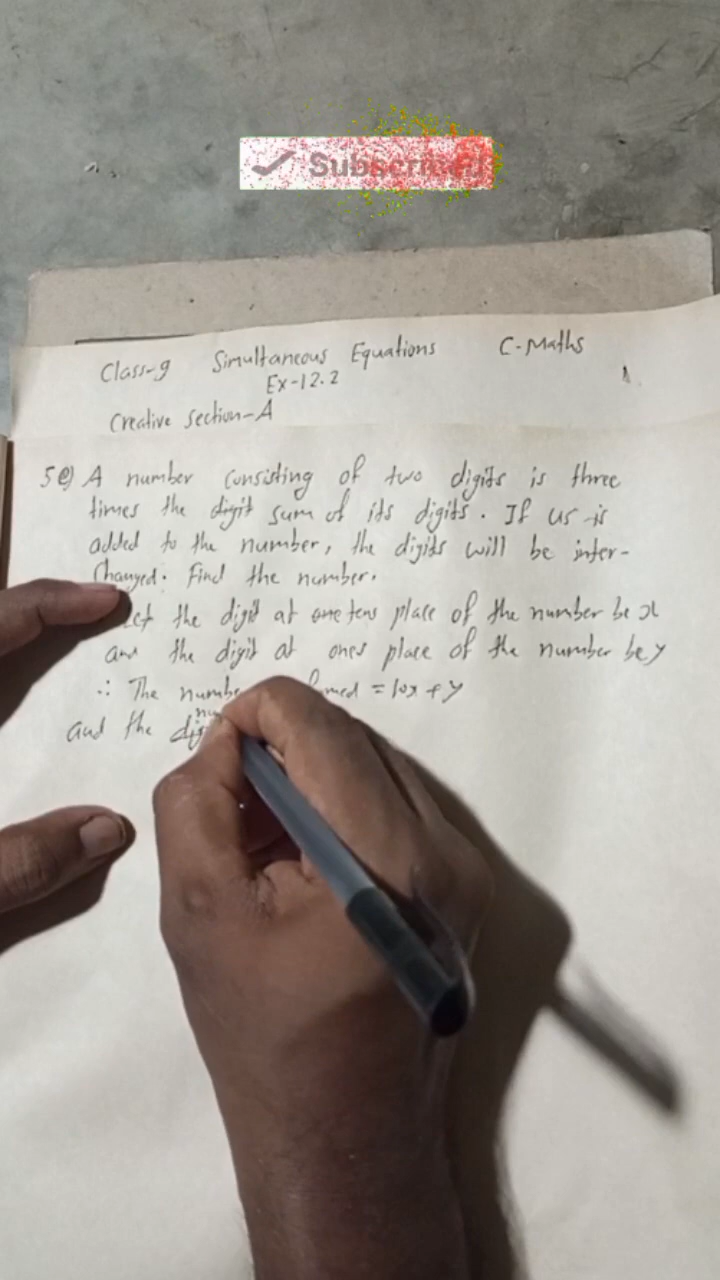 Subscribed
Class-9 Simultaneous Equations C-Maths
Ex-12.2
Creative Section-A
5 e) A number consisting of two digits is three
times the digit sum of its digits. If 45 is
added to the number, the digits will be inter-
changed. Find the number.
Let the digit at one tens place of the number be x
and the digit at ones place of the number be y
∴ The = 10x + y
and the